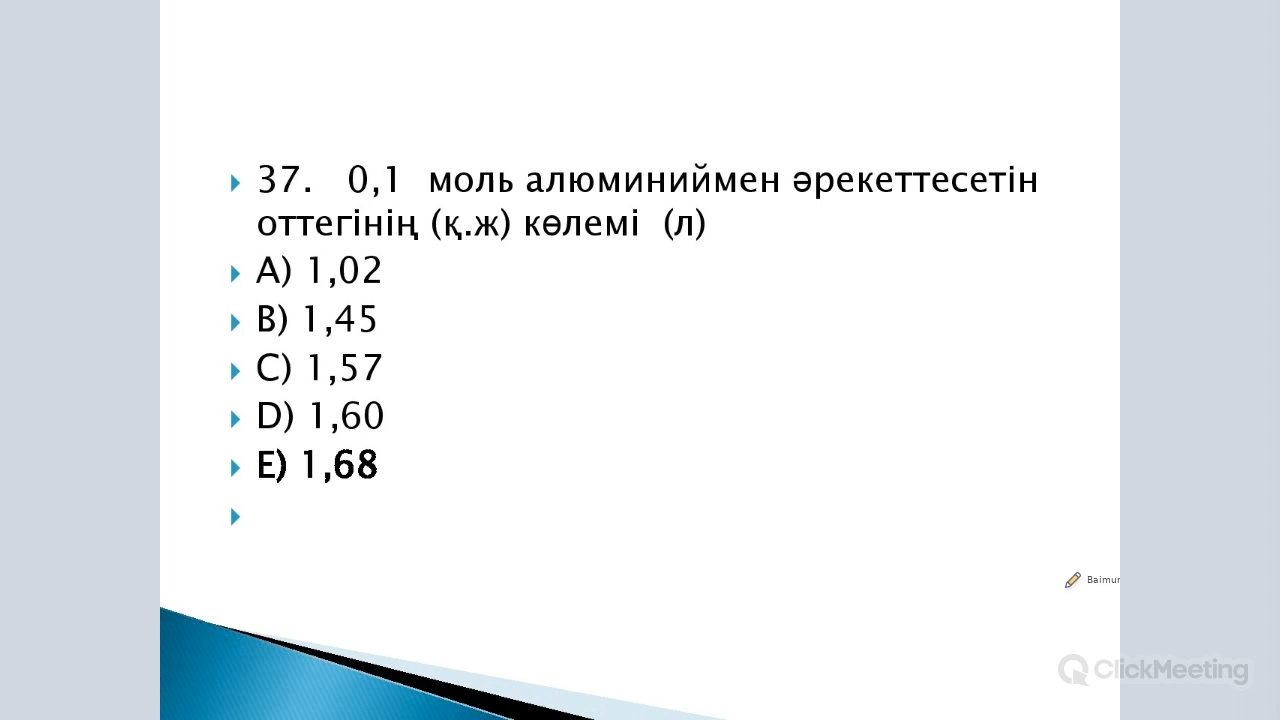 37. 0,1 моль алюминиймен әрекеттесетін
оттегінің (қ.ж) көлемі (л)
A) 1,02
B) 1,45
C) 1,57
D) 1,60
E) 1,68
Baimur
ClickMeeting